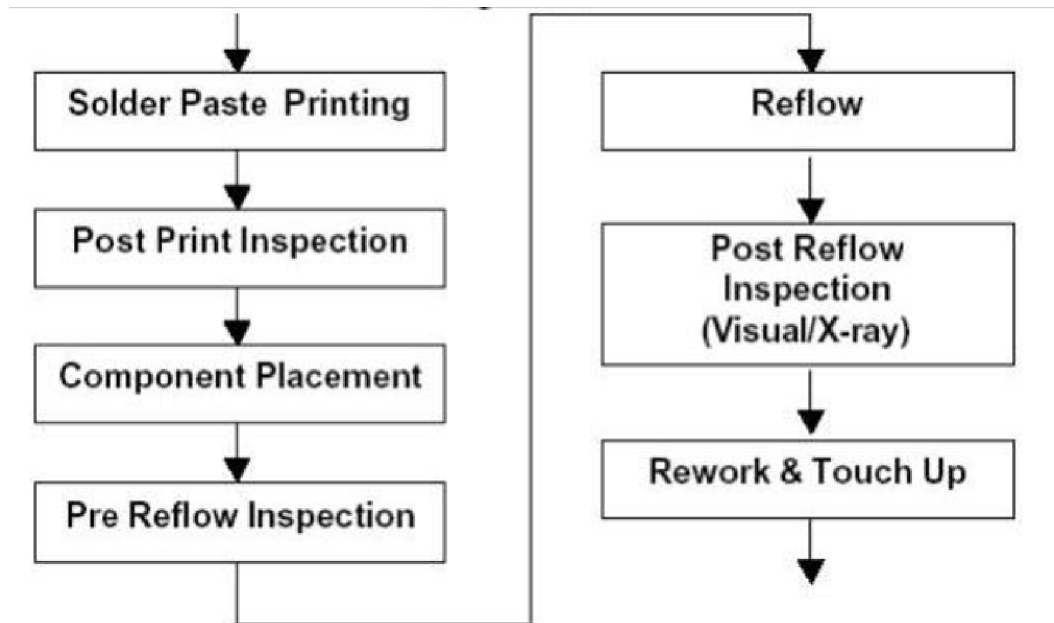 Solder Paste Printing
Post Print Inspection
Component Placement
Pre Reflow Inspection
Reflow
Post Reflow
Inspection
(Visual/X-ray)
Rework & Touch Up